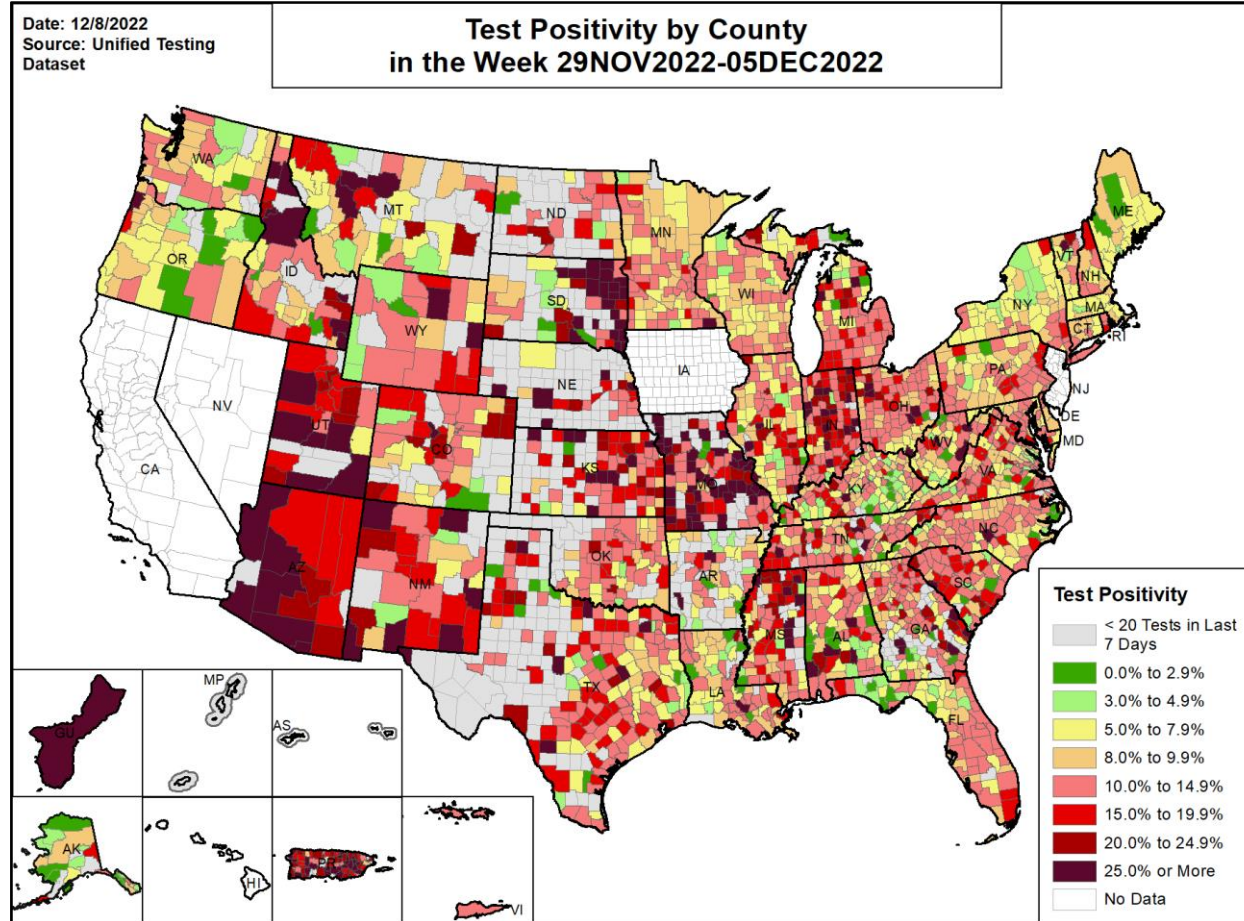 Date: 12/8/2022
Source: Unified Testing
Dataset
Test Positivity by County
in the Week 29NOV2022-05DEC2022
WA
MT
ND
MN
ME
OR
ID
SD
WI
VT
NH
NY
MA
CT
RI
WY
MI
IA
NE
PA
NJ
NV
UT
CO
IL
IN
OH
DE
MD
WV
VA
CA
KS
MO
KY
AZ
NM
OK
AR
TN
NC
SC
MS
AL
GA
TX
LA
FL
GU
MP
AS
AK
HI
PR
VI
Test Positivity
< 20 Tests in Last
7 Days
0.0% to 2.9%
3.0% to 4.9%
5.0% to 7.9%
8.0% to 9.9%
10.0% to 14.9%
15.0% to 19.9%
20.0% to 24.9%
25.0% or More
No Data